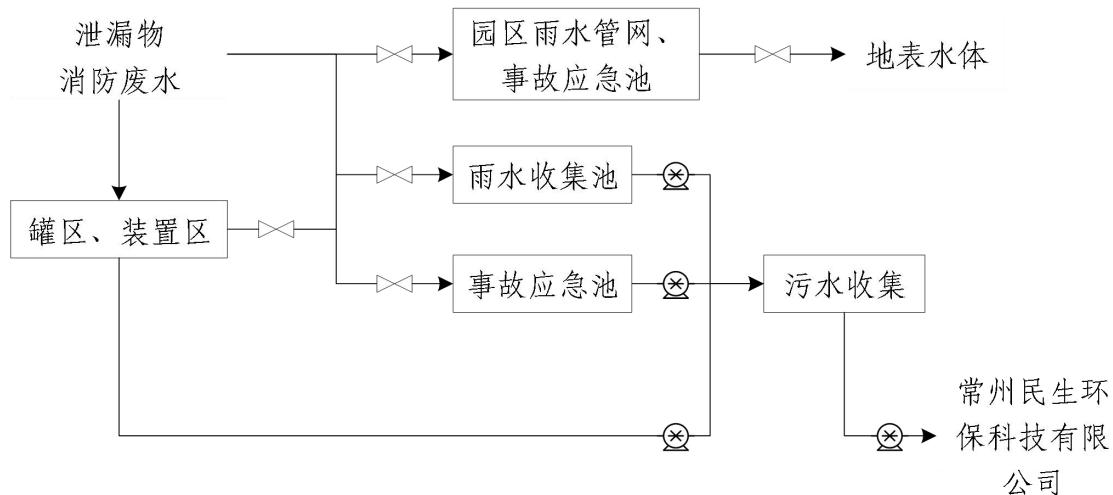 泄漏物
消防废水
园区雨水管网、
事故应急池
地表水体
雨水收集池
罐区、装置区
事故应急池
污水收集
常州民生环
保科技有限
公司